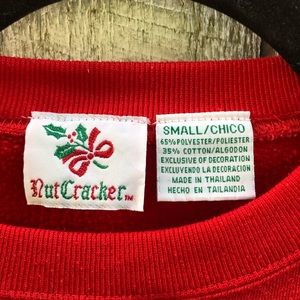 NutCracker™
SMALL/CHICO
65% POLYESTER/POLIESTER
35% COTTON/ALGODON
EXCLUSIVE OF DECORATION
EXCLUYENDO LA DECORACION
MADE IN THAILAND
HECHO EN TAILANDIA